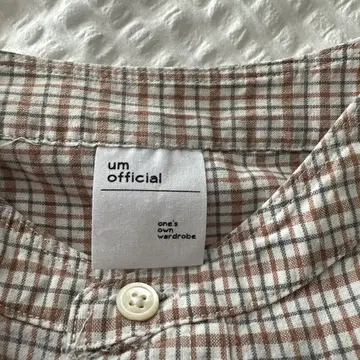 um
official
one's
own
wardrobe